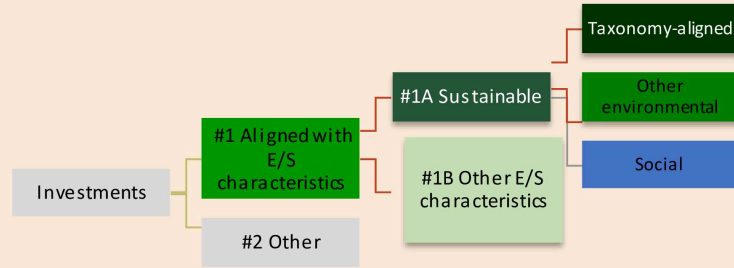 Taxonomy-aligned
#1A Sustainable
Other
environmental
#1 Aligned with
E/S
characteristics
#1B Other E/S
characteristics
Social
Investments
#2 Other